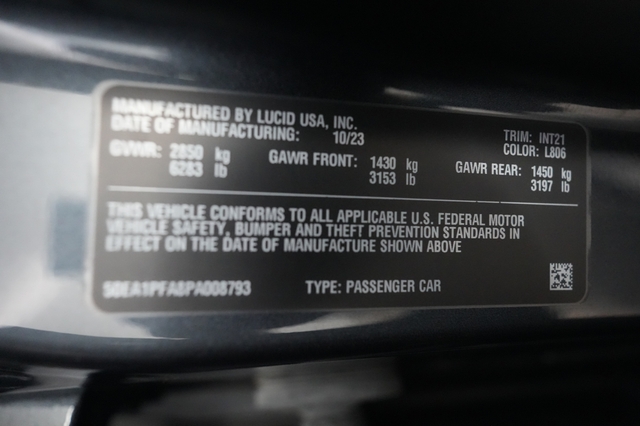 MANUFACTURED BY LUCID USA, INC.
DATE OF MANUFACTURING: 10/23 TRIM: INT21
COLOR: L806
GVWR: 2850 kg GAWR FRONT: 1430 kg GAWR REAR: 1450 kg
6283 lb 3153 lb 3197 lb
THIS VEHICLE CONFORMS TO ALL APPLICABLE U.S. FEDERAL MOTOR
VEHICLE SAFETY, BUMPER AND THEFT PREVENTION STANDARDS IN
EFFECT ON THE DATE OF MANUFACTURE SHOWN ABOVE
50EA1PFA8PA008793 TYPE: PASSENGER CAR